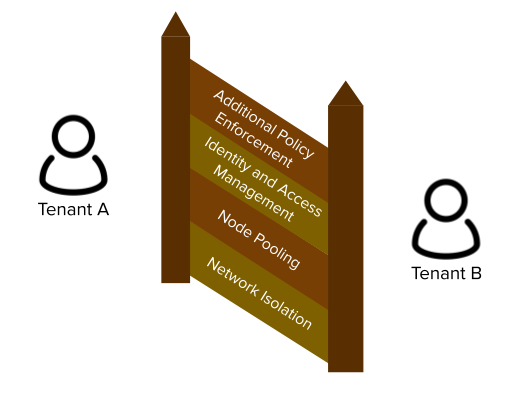 Additional Policy
Enforcement
Identity and Access
Management
Node Pooling
Network Isolation
Tenant A
Tenant B